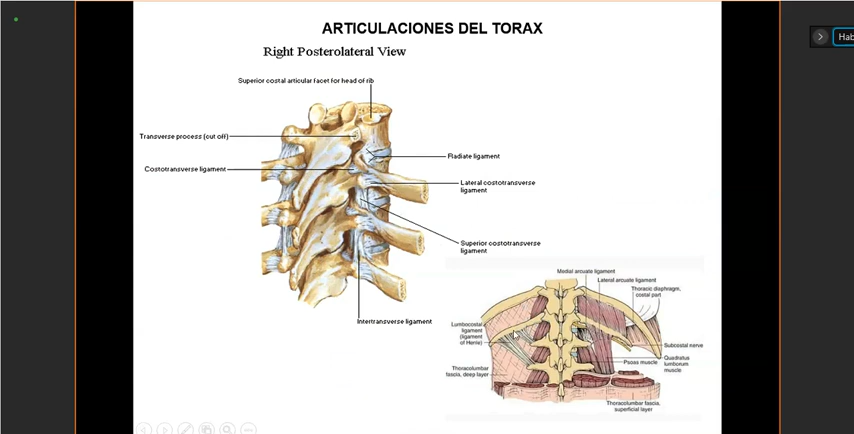 ARTICULACIONES DEL TORAX
Right Posterolateral View
Superior costal articular facet for head of rib
Transverse process (cut off)
Costotransverse ligament
Radiate ligament
Lateral costotransverse
ligament
Superior costotransverse
ligament
Intertransverse ligament
Medial arcuate ligament
Lateral arcuate ligament
Thoracic diaphragm,
costal part
Lumbocostal
ligament
(ligament
of Henle)
Thoracolumbar
fascia, deep layer
Subcostal nerve
Quadratus
lumborum
muscle
Psoas muscle
Thoracolumbar fascia,
superficial layer
Hab